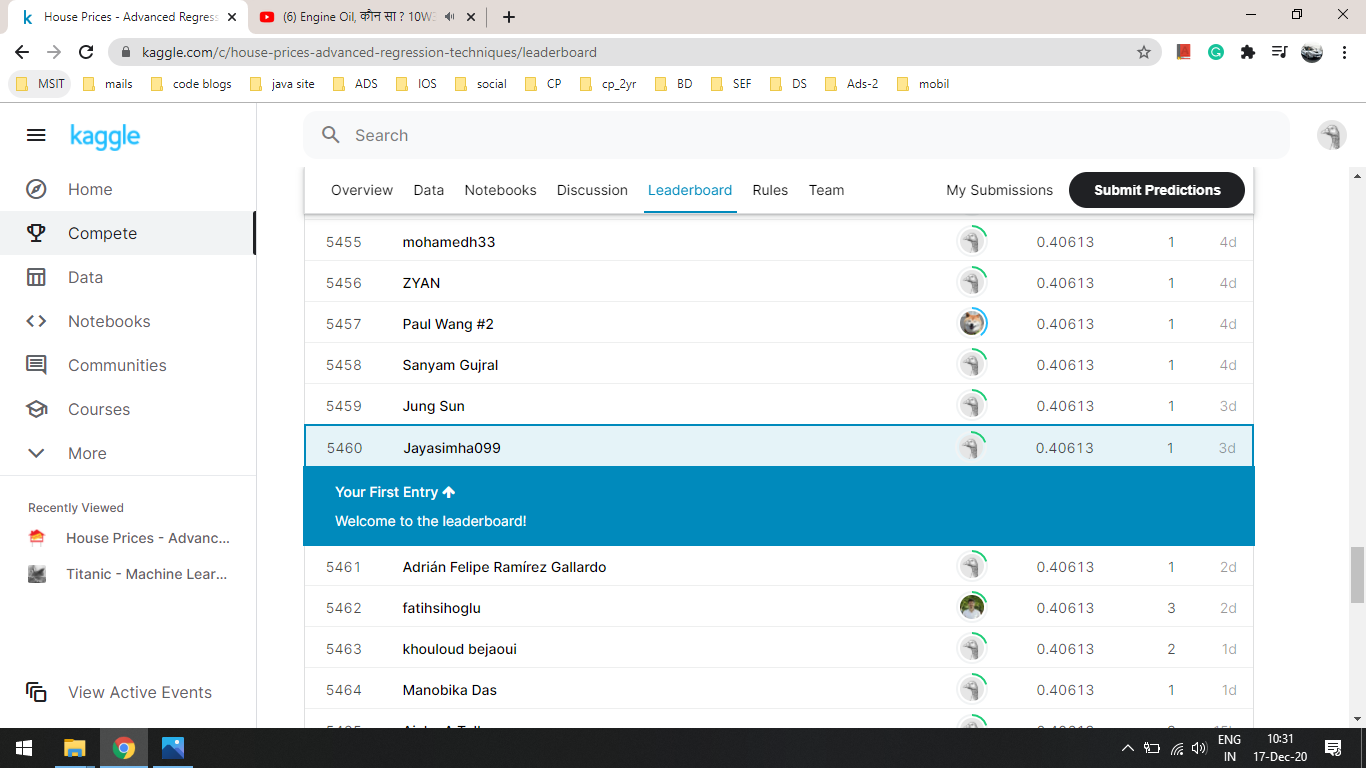 House Prices - Advanced Regress
(6) Engine Oil, कौन सा ? 10W3
kaggle.com/c/house-prices-advanced-regression-techniques/leaderboard
MSIT mails code blogs java site ADS IOS social CP cp_2yr BD SEF DS Ads-2 mobil
kaggle
Search
Home
Compete
Data
Notebooks
Communities
Courses
More
Recently Viewed
House Prices - Advanc...
Titanic - Machine Lear...
View Active Events
Overview Data Notebooks Discussion Leaderboard Rules Team My Submissions Submit Predictions
5455 mohamedh33 0.40613 1 4d
5456 ZYAN 0.40613 1 4d
5457 Paul Wang #2 0.40613 1 4d
5458 Sanyam Gujral 0.40613 1 4d
5459 Jung Sun 0.40613 1 3d
5460 Jayasimha099 0.40613 1 3d
Your First Entry
Welcome to the leaderboard!
5461 Adrián Felipe Ramírez Gallardo 0.40613 1 2d
5462 fatihsihoglu 0.40613 3 2d
5463 khouloud bejaoui 0.40613 2 1d
5464 Manobika Das 0.40613 1 1d
ENG 10:31
IN 17-Dec-20